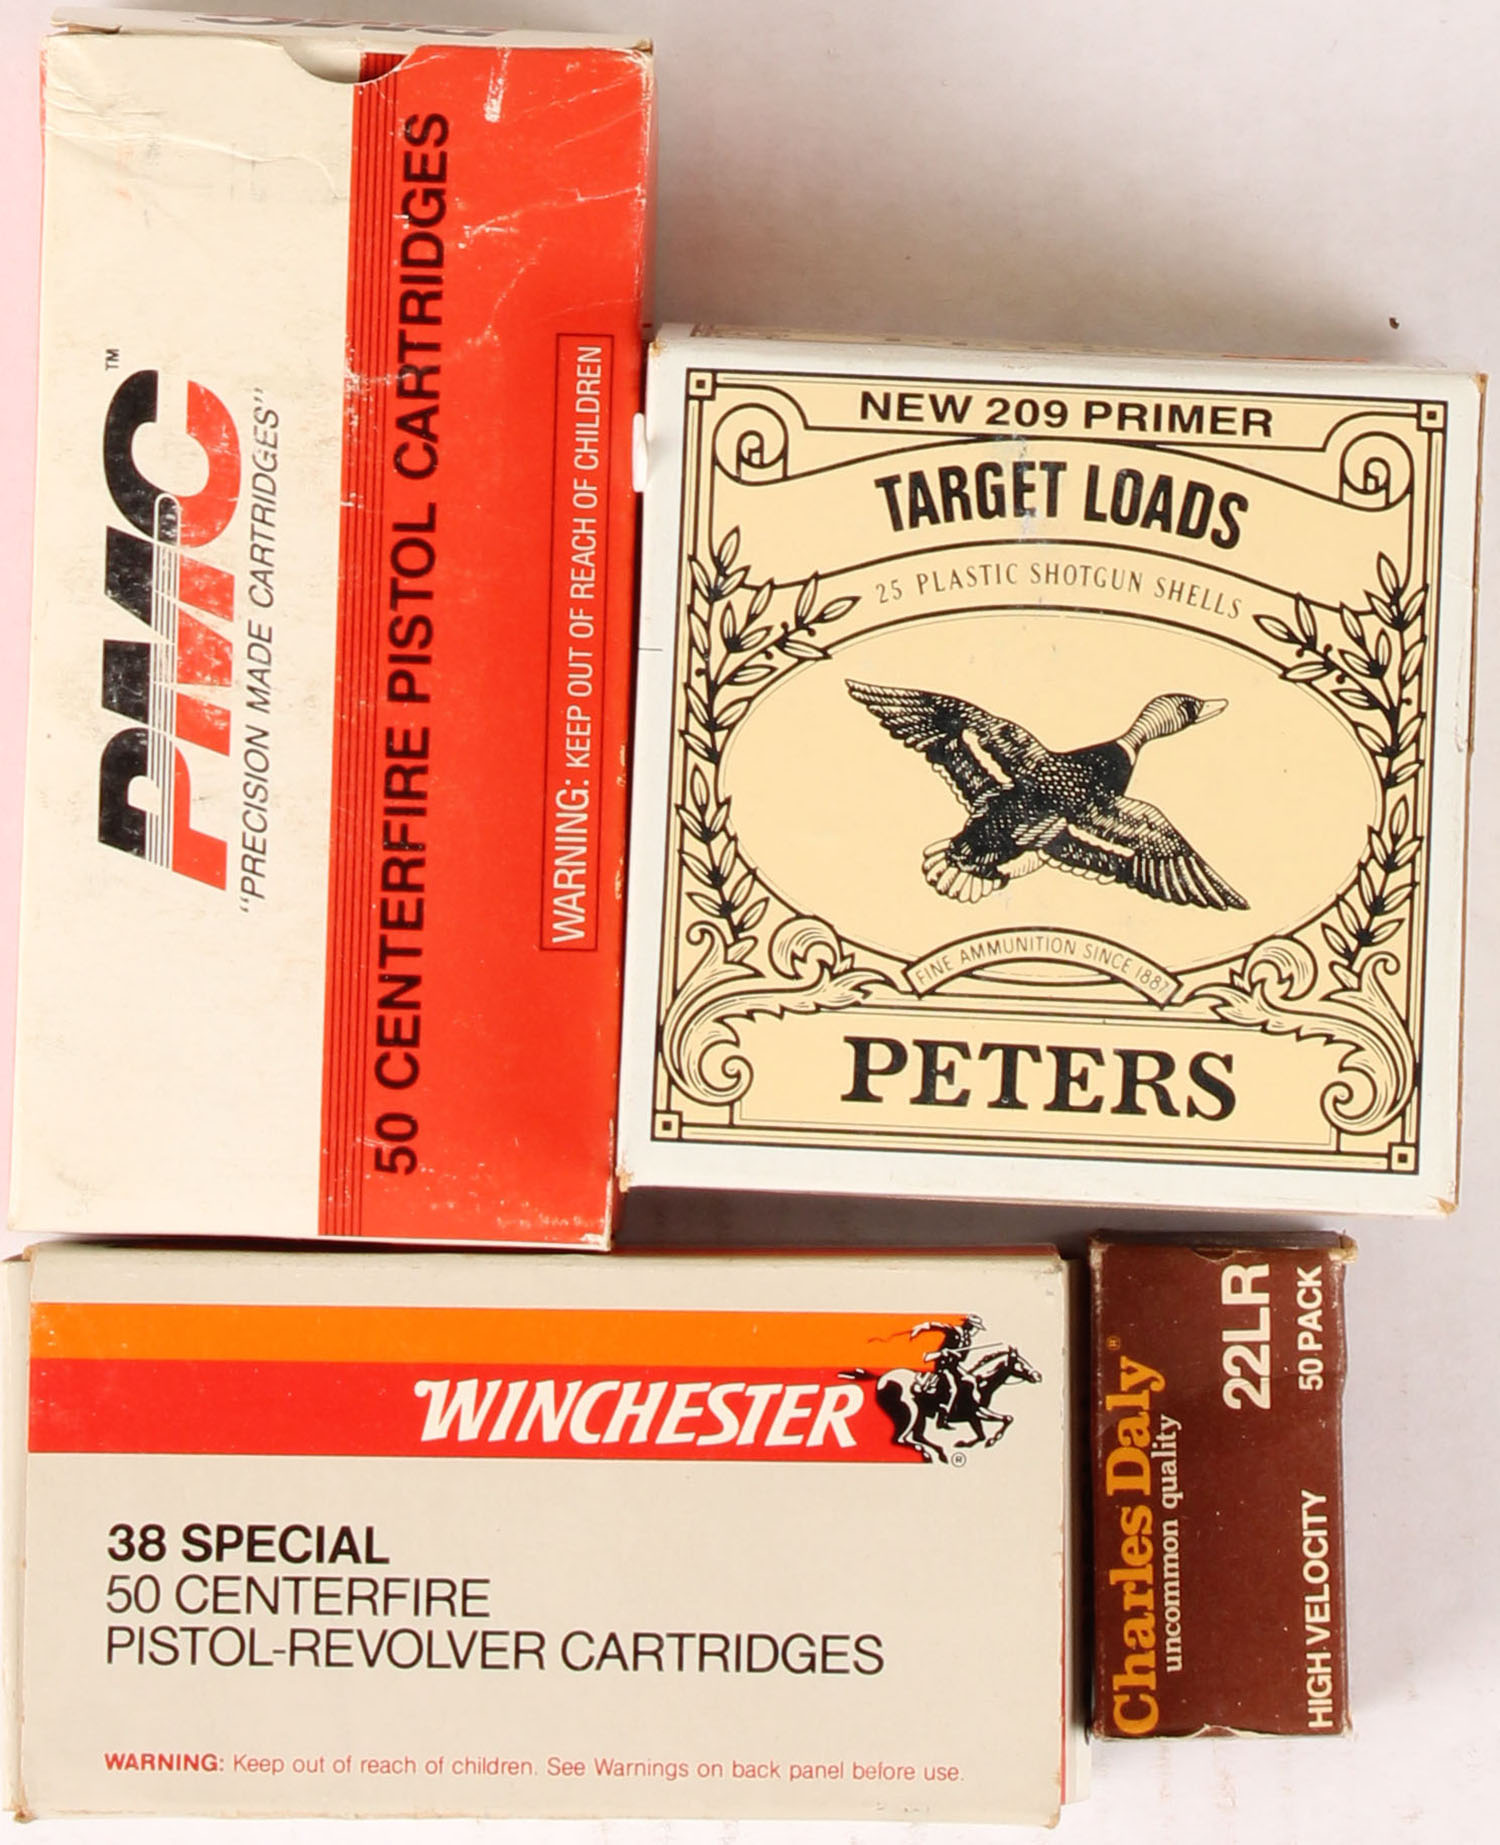 PMC™
"PRECISION MADE CARTRIDGES"
50 CENTERFIRE PISTOL CARTRIDGES
WARNING: KEEP OUT OF REACH OF CHILDREN
NEW 209 PRIMER
TARGET LOADS
25 PLASTIC SHOTGUN SHELLS
FINE AMMUNITION SINCE 1887
PETERS
WINCHESTER
®
38 SPECIAL
50 CENTERFIRE
PISTOL-REVOLVER CARTRIDGES
WARNING: Keep out of reach of children. See Warnings on back panel before use.
Charles Daly®
uncommon quality
22LR
HIGH VELOCITY 50 PACK